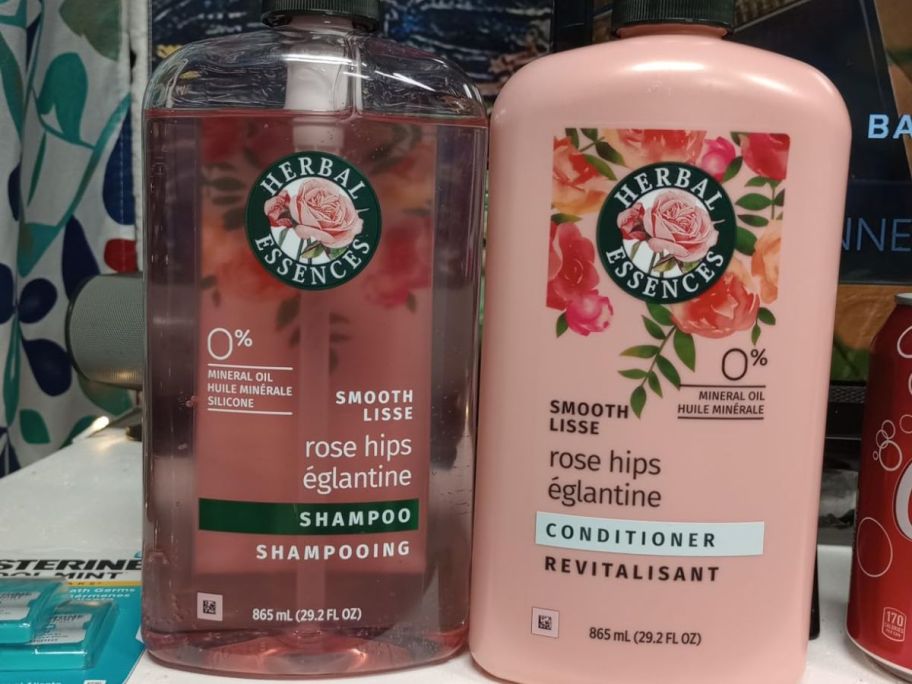 HERBAL
ESSENCES
0%
MINERAL OIL
HUILE MINÉRALE
SILICONE
SMOOTH
LISSE
rose hips
églantine
SHAMPOO
SHAMPOOING
865 mL (29.2 FL OZ)
HERBAL
ESSENCES
0%
MINERAL OIL
HUILE MINÉRALE
SMOOTH
LISSE
rose hips
églantine
CONDITIONER
REVITALISANT
865 mL (29.2 FL OZ)
BA
NNE
STERINE
OOL MINT
170
CALORIES